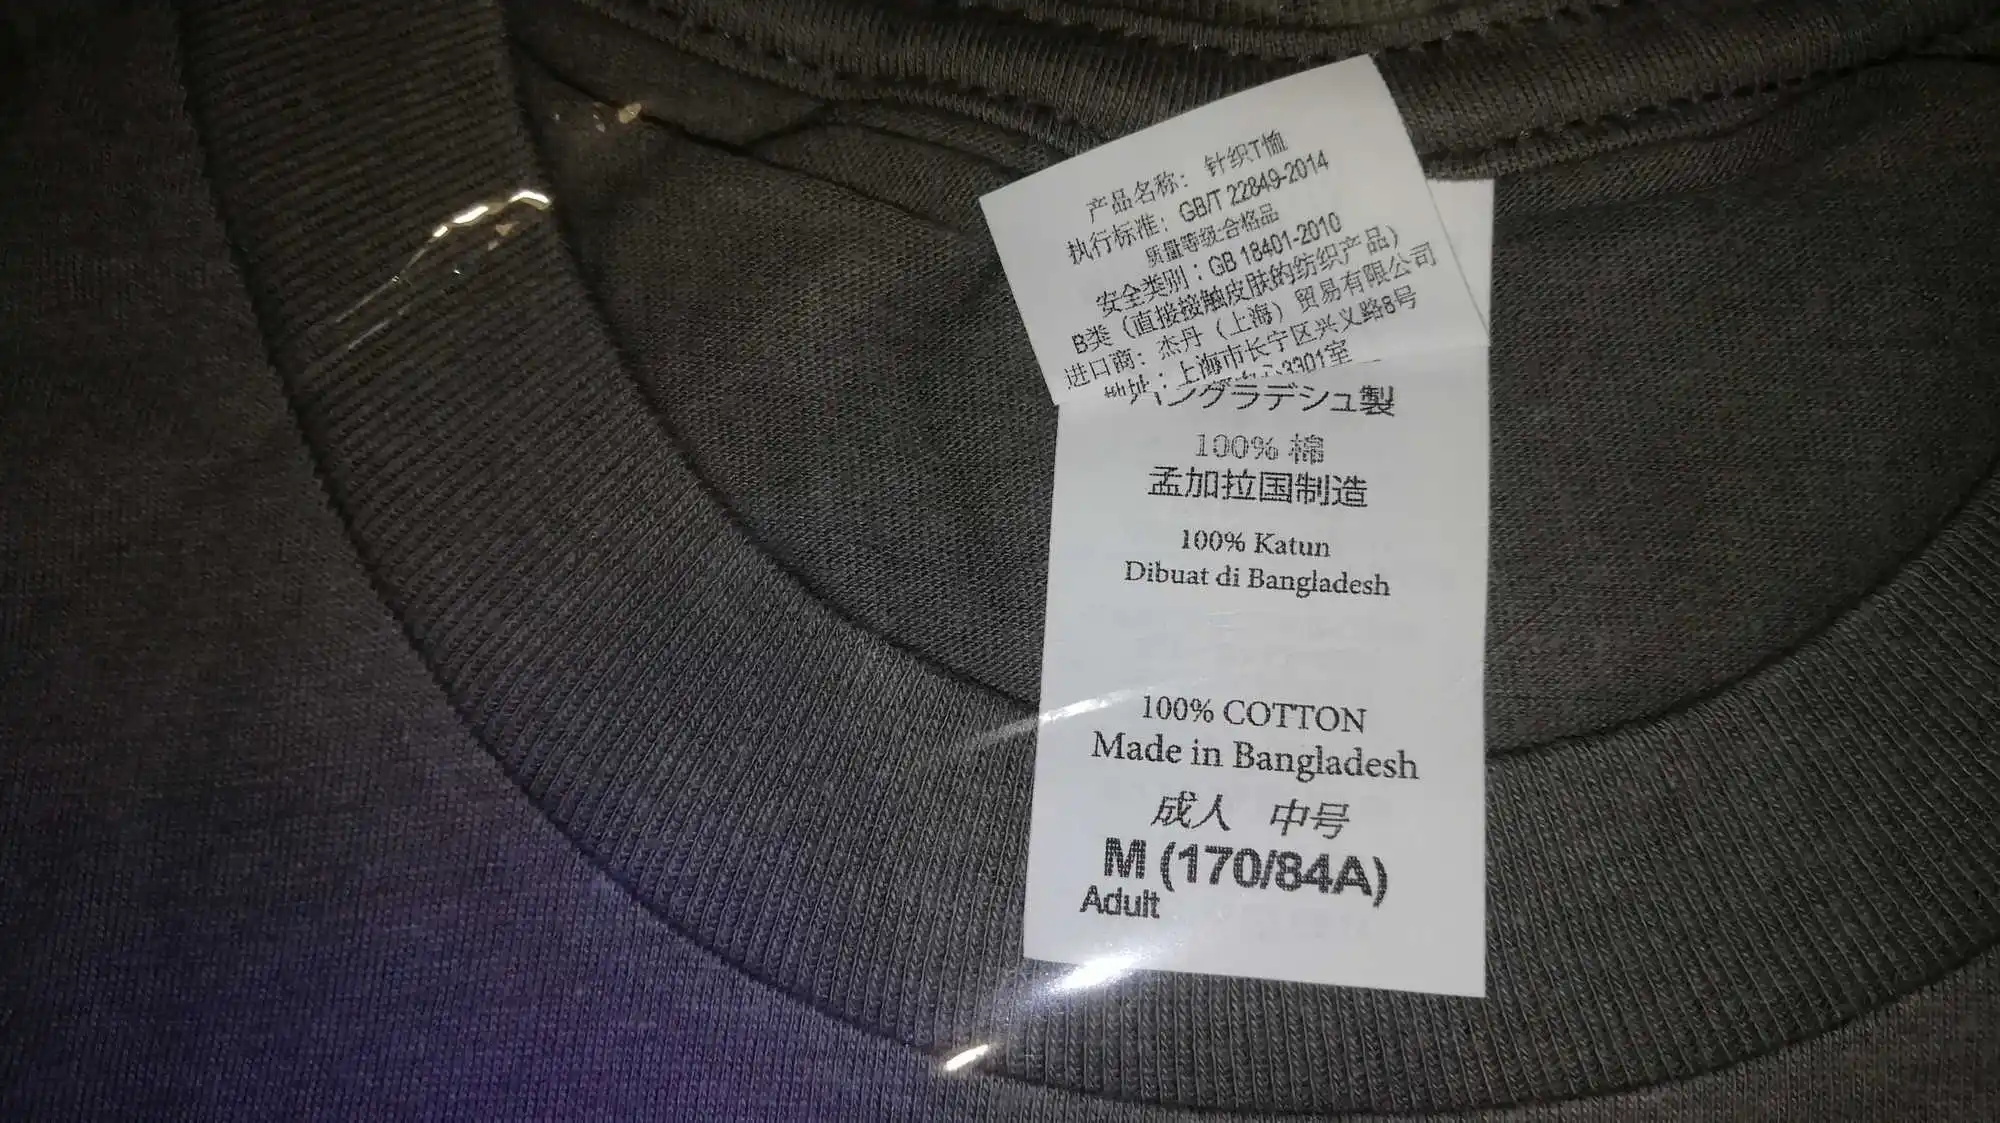 产品名称：针织T恤
执行标准：GB/T 22849-2014
质量等级:合格品
安全类别：GB 18401-2010
B类（直接接触皮肤的纺织产品）
进口商：杰丹（上海）贸易有限公司
地址：上海市长宁区兴义路8号
3301室
バングラデシュ製
100% 棉
孟加拉国制造
100% Katun
Dibuat di Bangladesh
100% COTTON
Made in Bangladesh
成人 中号
M (170/84A)
Adult